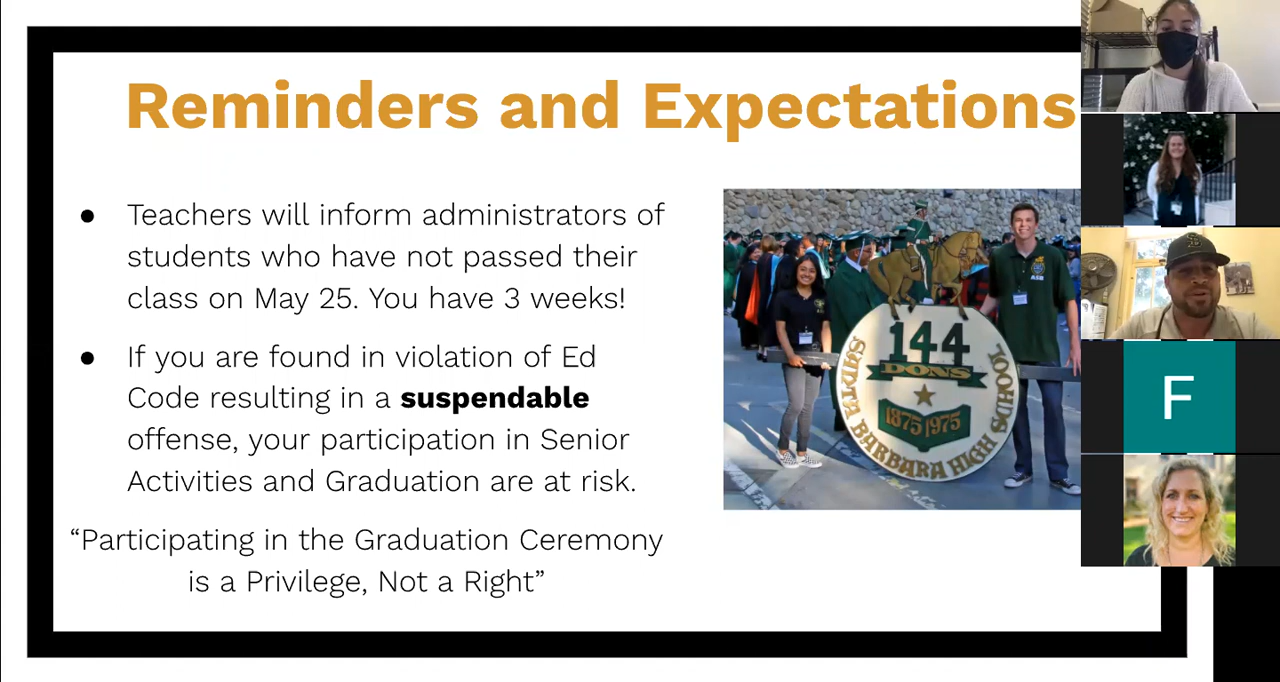 Reminders and Expectations
● Teachers will inform administrators of
students who have not passed their
class on May 25. You have 3 weeks!
● If you are found in violation of Ed
Code resulting in a suspendable
offense, your participation in Senior
Activities and Graduation are at risk.
“Participating in the Graduation Ceremony
is a Privilege, Not a Right”
144
DONS
1875 1975
SANTA BARBARA HIGH SCHOOL
ASB
F